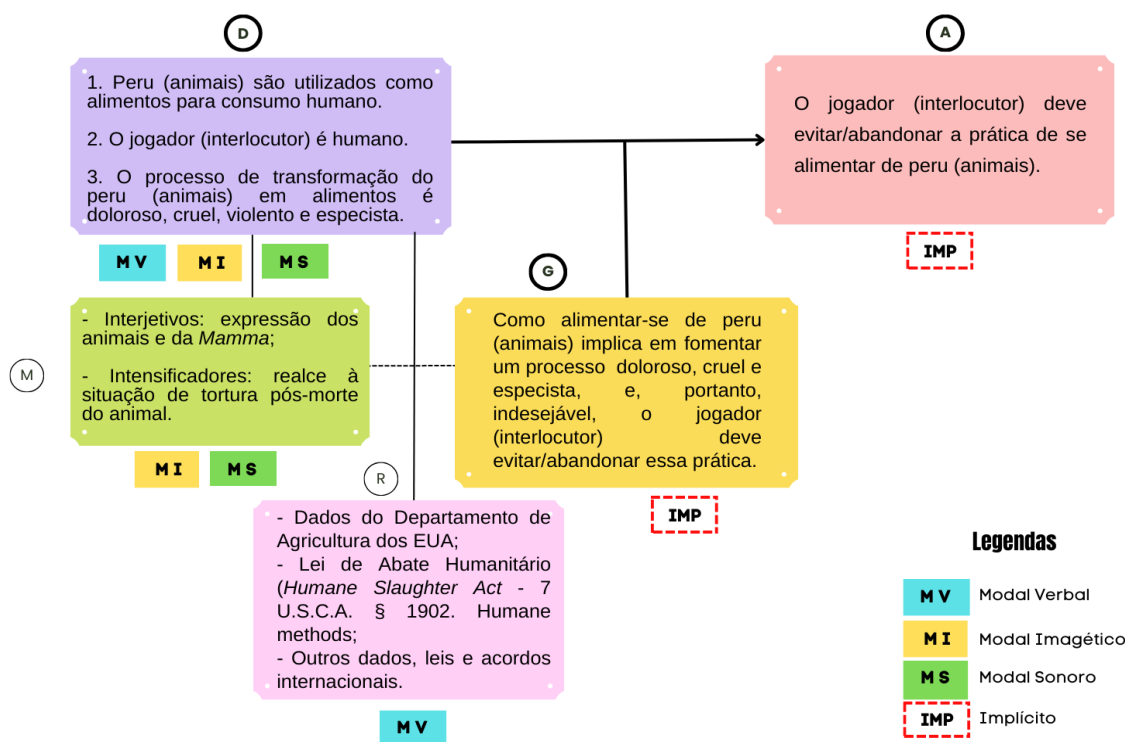 D
1. Peru (animais) são utilizados como
alimentos para consumo humano.
2. O jogador (interlocutor) é humano.
3. O processo de transformação do
peru (animais) em alimentos é
doloroso, cruel, violento e especista.
MV
MI
MS
A
O jogador (interlocutor) deve
evitar/abandonar a prática de se
alimentar de peru (animais).
IMP
M
- Interjetivos: expressão dos
animais e da Mamma;
- Intensificadores: realce à
situação de tortura pós-morte
do animal.
MI
MS
G
Como alimentar-se de peru
(animais) implica em fomentar
um processo doloroso, cruel e
especista, e, portanto,
indesejável, o jogador
(interlocutor) deve
evitar/abandonar essa prática.
IMP
R
- Dados do Departamento de
Agricultura dos EUA;
- Lei de Abate Humanitário
(Humane Slaughter Act - 7
U.S.C.A. § 1902. Humane
methods;
- Outros dados, leis e acordos
internacionais.
MV
Legendas
MV Modal Verbal
MI Modal Imagético
MS Modal Sonoro
IMP Implícito